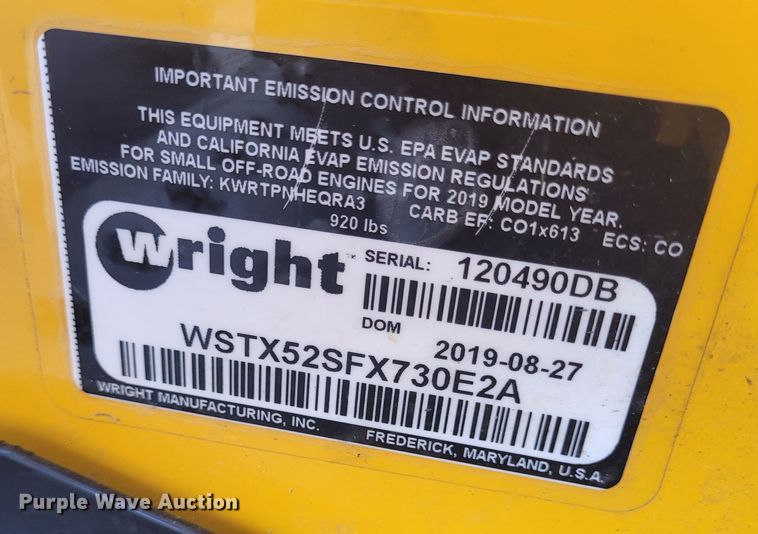 IMPORTANT EMISSION CONTROL INFORMATION
THIS EQUIPMENT MEETS U.S. EPA EVAP STANDARDS
AND CALIFORNIA EVAP EMISSION REGULATIONS
FOR SMALL OFF-ROAD ENGINES FOR 2019 MODEL YEAR.
EMISSION FAMILY: KWRTPNHEQRA3 CARB EF: CO1x613 ECS: CO
920 lbs
wright
SERIAL: 120490DB
DOM 2019-08-27
WSTX52SFX730E2A
WRIGHT MANUFACTURING, INC. FREDERICK, MARYLAND, U.S.A.
Purple Wave Auction